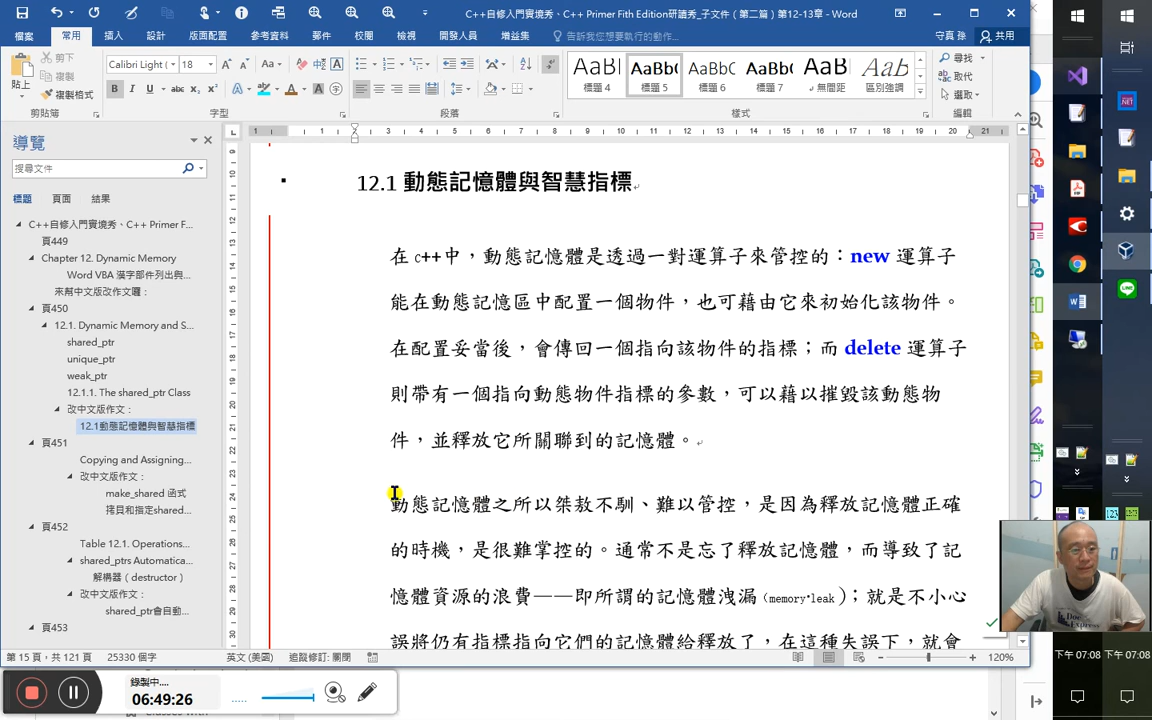 C++自修入門實境秀、C++ Primer Fith Edition研讀秀_子文件（第二篇）第12-13章 - Word
檔案 常用 插入 設計 版面配置 參考資料 郵件 校閱 檢視 開發人員 增益集 告訴我您想要執行的動作... 守真 孫 共用
貼上
剪下
複製
複製格式
Calibri Light ( 18
AaBl 標題 4
AaBbC 標題 5
AaBbC 標題 6
AaBbC 標題 7
AaB 無間距
AaB 區別強調
尋找
取代
選取
剪貼簿 字型 段落 樣式 編輯
導覽
搜尋文件
標題 頁面 結果
C++自修入門實境秀、C++ Primer F...
頁449
Chapter 12. Dynamic Memory
Word VBA 漢字部件列出與...
來幫中文版改作文囉：
頁450
12.1. Dynamic Memory and S...
shared_ptr
unique_ptr
weak_ptr
12.1.1. The shared_ptr Class
改中文版作文：
12.1動態記憶體與智慧指標
頁451
Copying and Assigning...
改中文版作文：
make_shared 函式
拷貝和指定shared...
頁452
Table 12.1. Operations...
shared_ptrs Automatica...
解構器（destructor）
改中文版作文：
shared_ptr會自動...
頁453
12.1 動態記憶體與智慧指標
在 c++中，動態記憶體是透過一對運算子來管控的：new 運算子
能在動態記憶區中配置一個物件，也可藉由它來初始化該物件。
在配置妥當後，會傳回一個指向該物件的指標；而 delete 運算子
則帶有一個指向動態物件指標的參數，可以藉以摧毀該動態物
件，並釋放它所關聯到的記憶體。
動態記憶體之所以桀敖不馴、難以管控，是因為釋放記憶體正確
的時機，是很難掌控的。通常不是忘了釋放記憶體，而導致了記
憶體資源的浪費──即所謂的記憶體洩漏（memory leak）；就是不小心
誤將仍有指標指向它們的記憶體給釋放了，在這種失誤下，就會
第 15 頁，共 121 頁 25330 個字 英文 (美國) 追蹤修訂: 關閉 120%
錄製中....
06:49:26
下午 07:08 下午 07:08